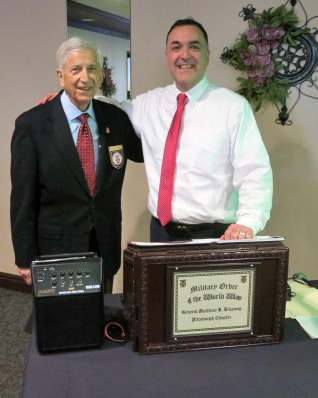 Military Order
of the World Wars
General Matthew B. Ridgway
Pittsburgh Chapter